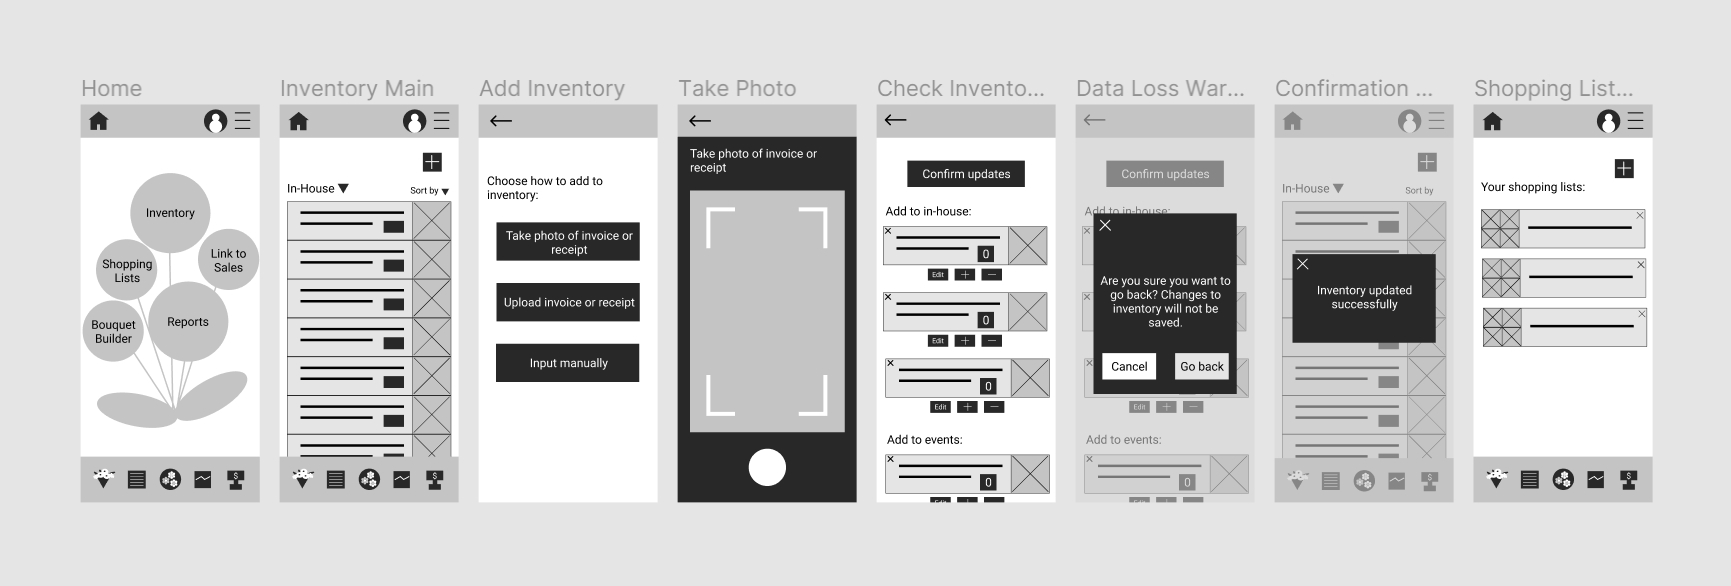 Home
Inventory
Link to
Sales
Shopping
Lists
Reports
Bouquet
Builder
$
Inventory Main
In-House
Sort by
$
Add Inventory
Choose how to add to
inventory:
Take photo of invoice or
receipt
Upload invoice or receipt
Input manually
Take Photo
Take photo of invoice or
receipt
Check Invento...
Confirm updates
Add to in-house:
0
Edit + −
0
Edit + −
0
Edit + −
Add to events:
0
Edit
Data Loss War...
Confirm updates
Add to in-house:
Are you sure you want to
go back? Changes to
inventory will not be
saved.
Cancel
Go back
Edit + −
Add to events:
0
Edit
Confirmation ...
In-House
Sort by
Inventory updated
successfully
$
Shopping List...
Your shopping lists:
$